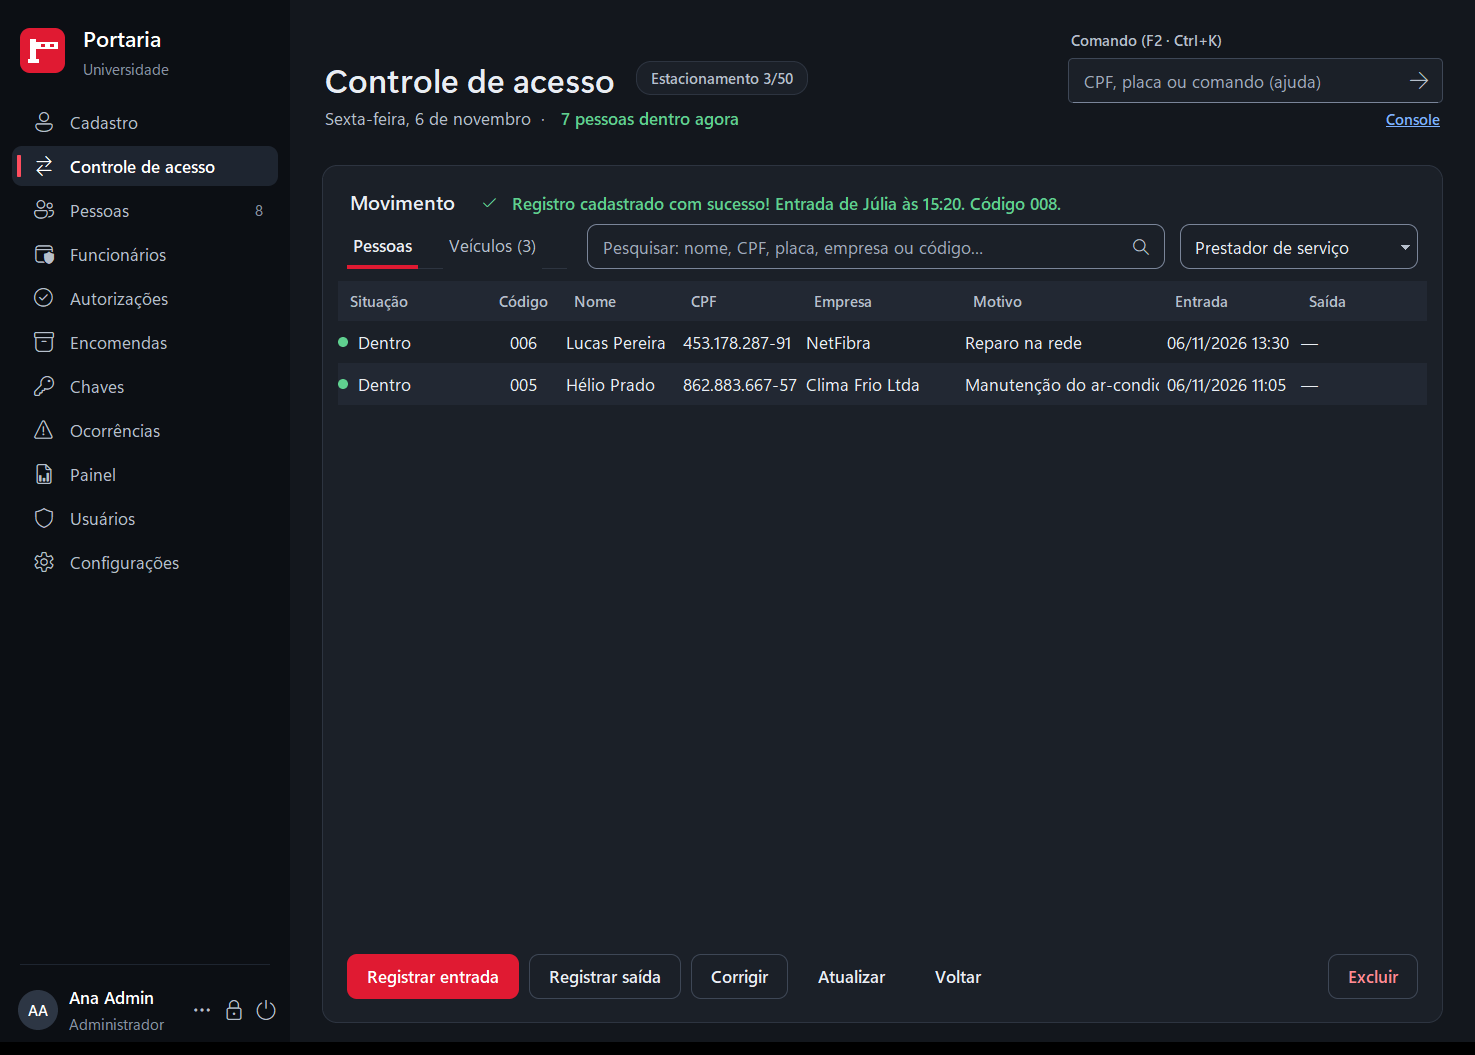 Portaria
Universidade
Cadastro
Controle de acesso
Pessoas 8
Funcionários
Autorizações
Encomendas
Chaves
Ocorrências
Painel
Usuários
Configurações
AA
Ana Admin
Administrador
Controle de acesso
Estacionamento 3/50
Sexta-feira, 6 de novembro · 7 pessoas dentro agora
Comando (F2 · Ctrl+K)
CPF, placa ou comando (ajuda)
Console
Movimento
Registro cadastrado com sucesso! Entrada de Júlia às 15:20. Código 008.
Pessoas Veículos (3)
Pesquisar: nome, CPF, placa, empresa ou código...
Prestador de serviço
Situação Código Nome CPF Empresa Motivo Entrada Saída
Dentro 006 Lucas Pereira 453.178.287-91 NetFibra Reparo na rede 06/11/2026 13:30 —
Dentro 005 Hélio Prado 862.883.667-57 Clima Frio Ltda Manutenção do ar-condic 06/11/2026 11:05 —
Registrar entrada Registrar saída Corrigir Atualizar Voltar Excluir